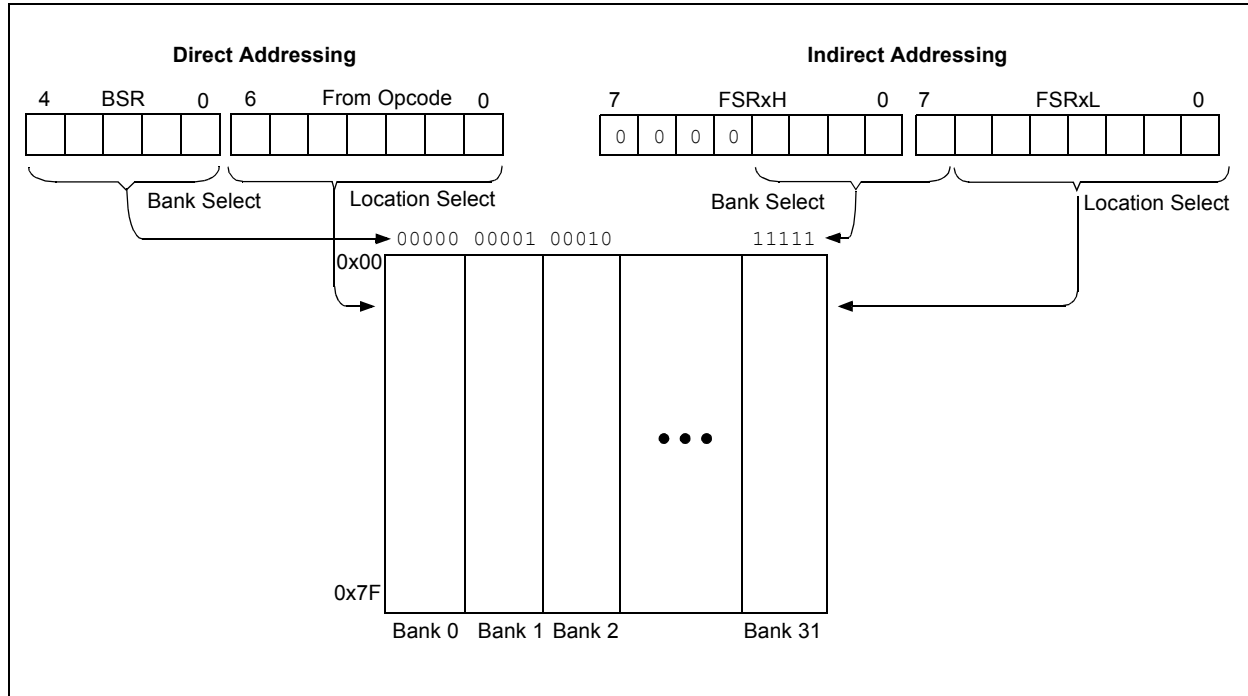 Direct Addressing Indirect Addressing
4 BSR 0 6 From Opcode 0 7 FSRxH 0 7 FSRxL 0
0 0 0 0
Bank Select Location Select Bank Select Location Select
00000 00001 00010 11111
0x00
0x7F
Bank 0 Bank 1 Bank 2 Bank 31